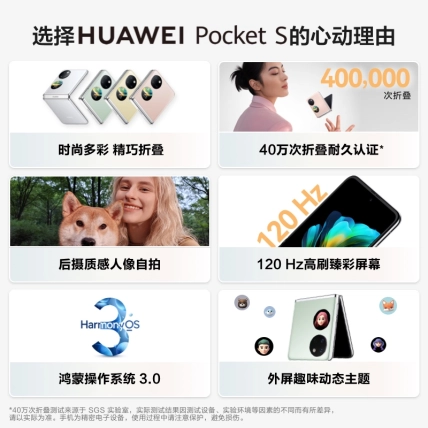 选择HUAWEI Pocket S的心动理由
时尚多彩 精巧折叠
400,000
次折叠
40万次折叠耐久认证*
后摄质感人像自拍
120 Hz
120 Hz高刷臻彩屏幕
3
HarmonyOS
鸿蒙操作系统 3.0
外屏趣味动态主题
*40万次折叠测试来源于 SGS 实验室，实际测试结果因测试设备、实验环境等因素的不同而有所差异，
请以实际为准。手机为精密电子设备，使用过程中请注意保护，避免损伤。